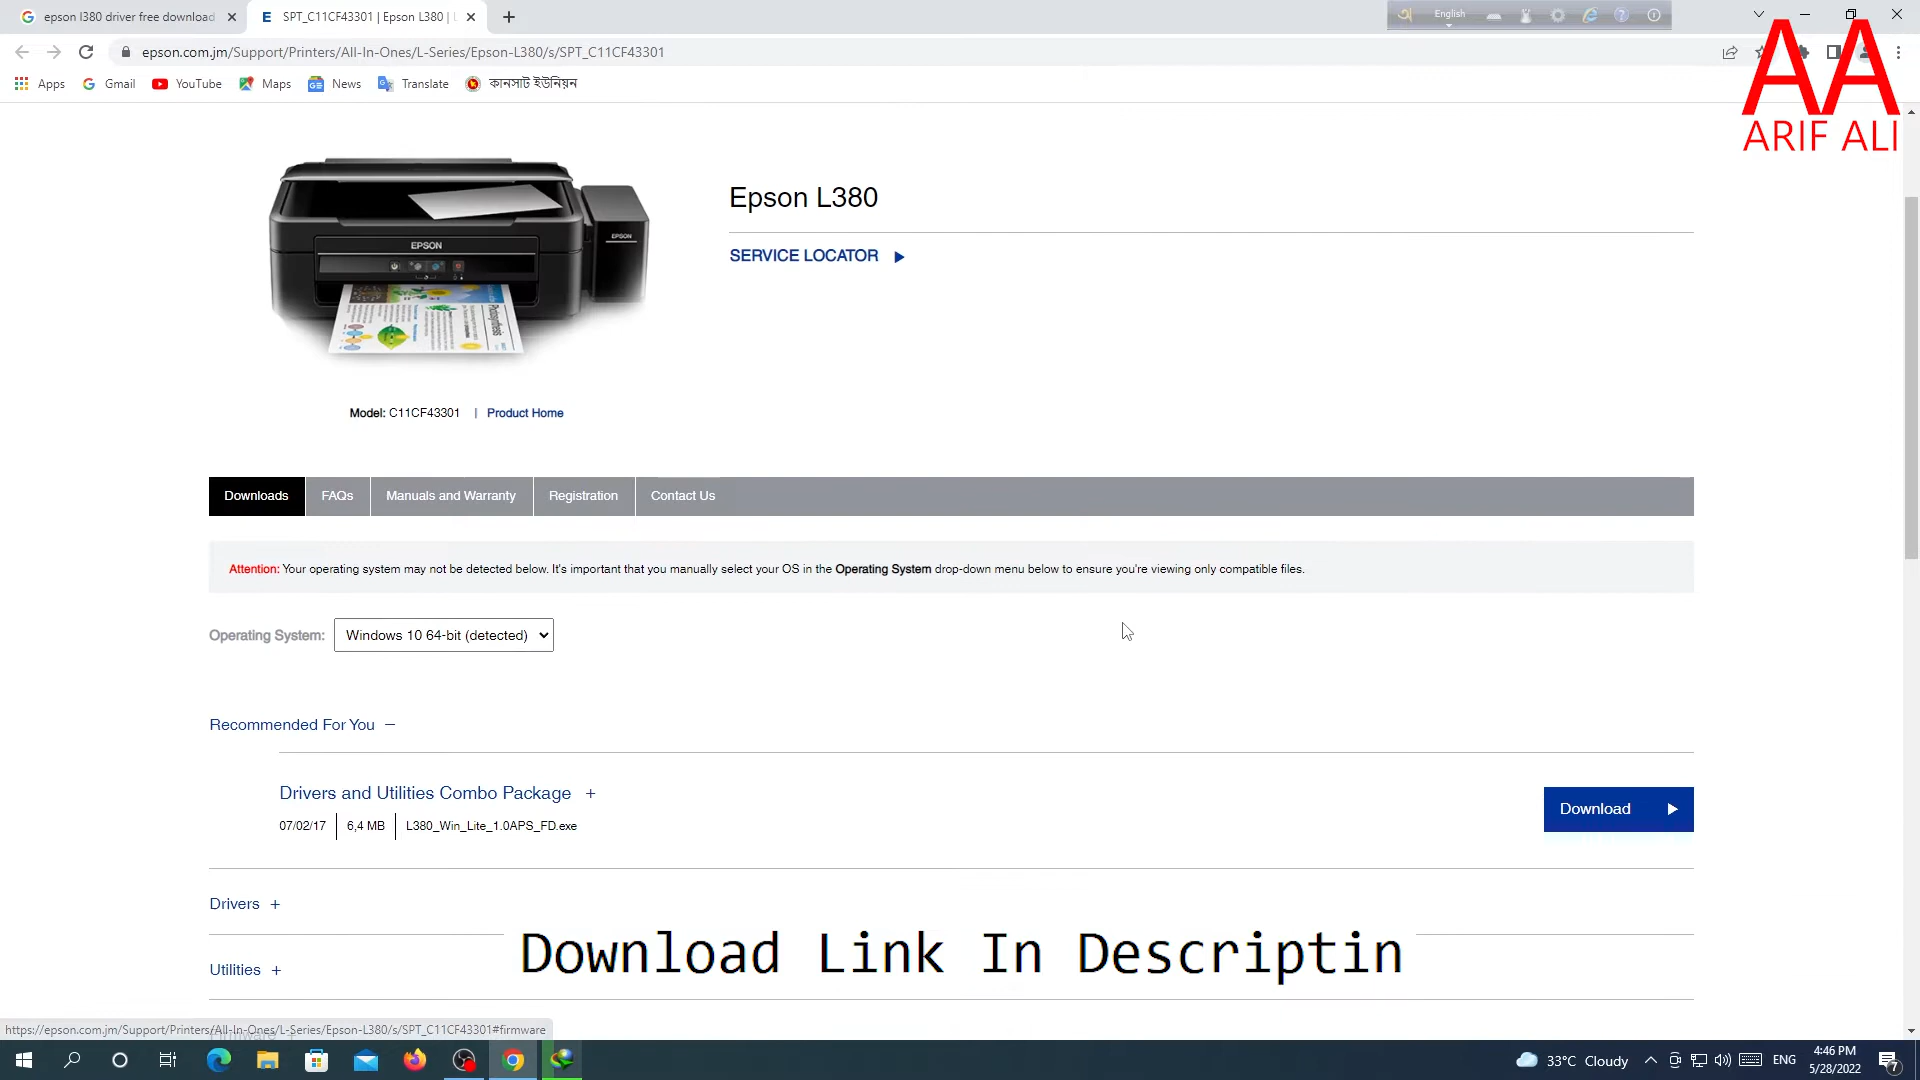 epson l380 driver free download
SPT_C11CF43301 | Epson L380 | L
English
epson.com.jm/Support/Printers/All-In-Ones/L-Series/Epson-L380/s/SPT_C11CF43301
Apps
Gmail
YouTube
Maps
News
Translate
কানসাট ইউনিয়ন
AA
ARIF ALI
EPSON
EPSON
Photosynthesis
Epson L380
SERVICE LOCATOR
Model: C11CF43301 | Product Home
Downloads
FAQs
Manuals and Warranty
Registration
Contact Us
Attention: Your operating system may not be detected below. It's important that you manually select your OS in the Operating System drop-down menu below to ensure you're viewing only compatible files.
Operating System: Windows 10 64-bit (detected)
Recommended For You −
Drivers and Utilities Combo Package +
07/02/17 | 6,4 MB | L380_Win_Lite_1.0APS_FD.exe
Download
Drivers +
Download Link In Descriptin
Utilities +
https://epson.com.jm/Support/Printers/All-In-Ones/L-Series/Epson-L380/s/SPT_C11CF43301#firmware
33°C Cloudy
ENG
4:46 PM
5/28/2022
7